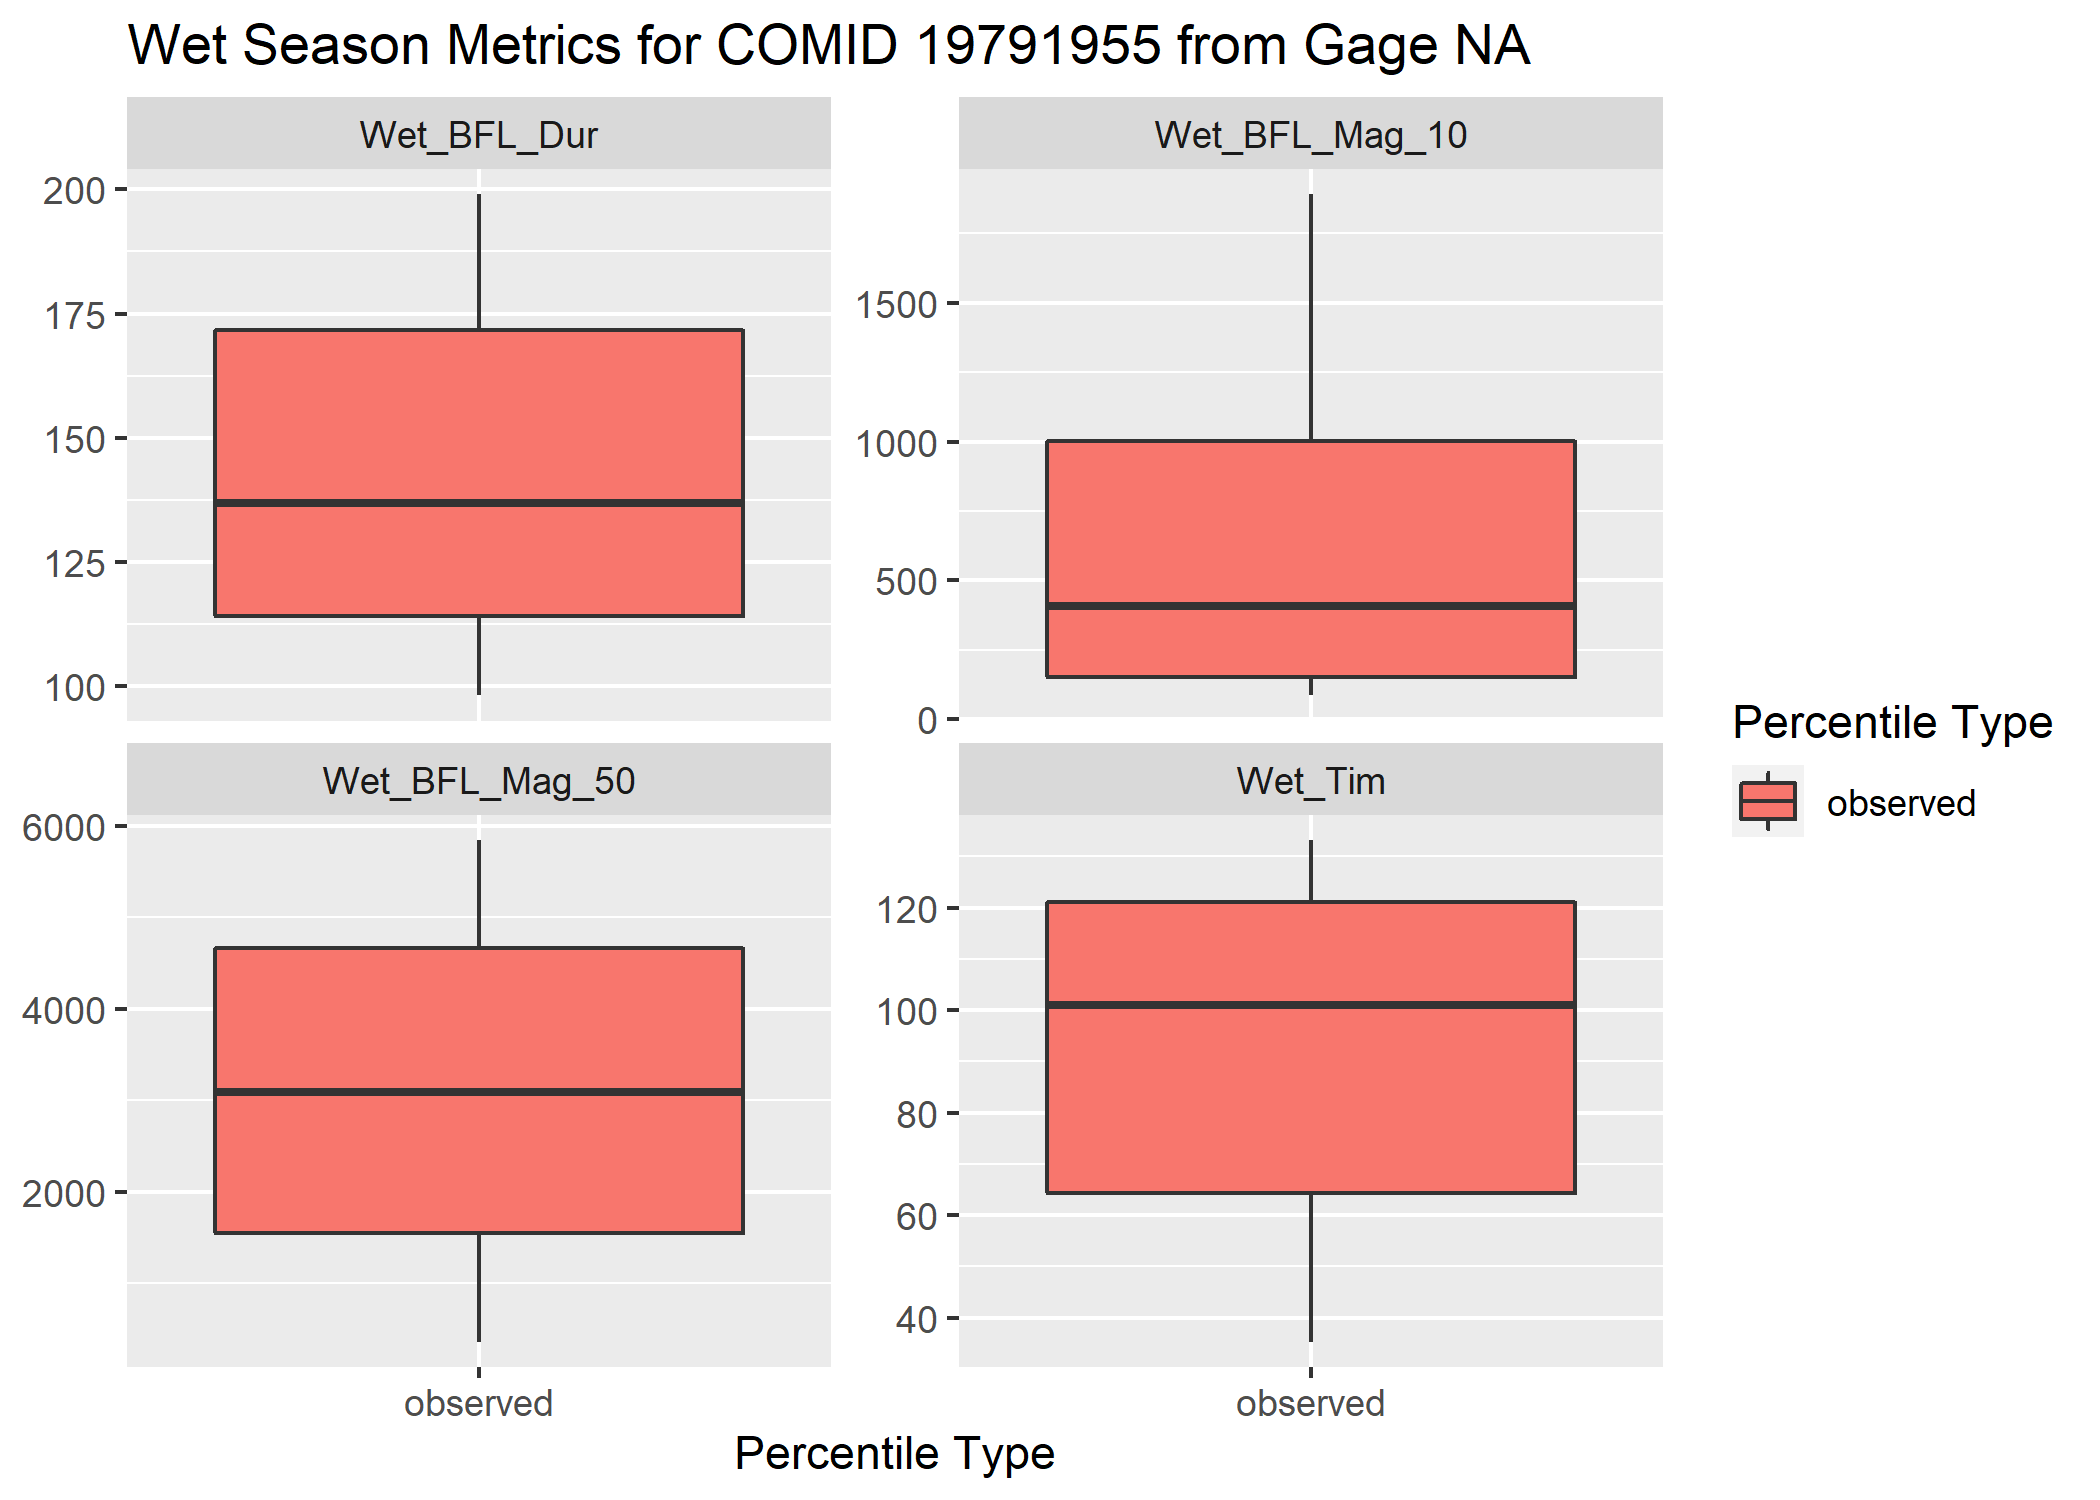 Wet Season Metrics for COMID 19791955 from Gage NA
Wet_BFL_Dur
200
175
150
125
100
Wet_BFL_Mag_10
1500
1000
500
0
Wet_BFL_Mag_50
6000
4000
2000
observed
Wet_Tim
120
100
80
60
40
observed
Percentile Type
Percentile Type
observed